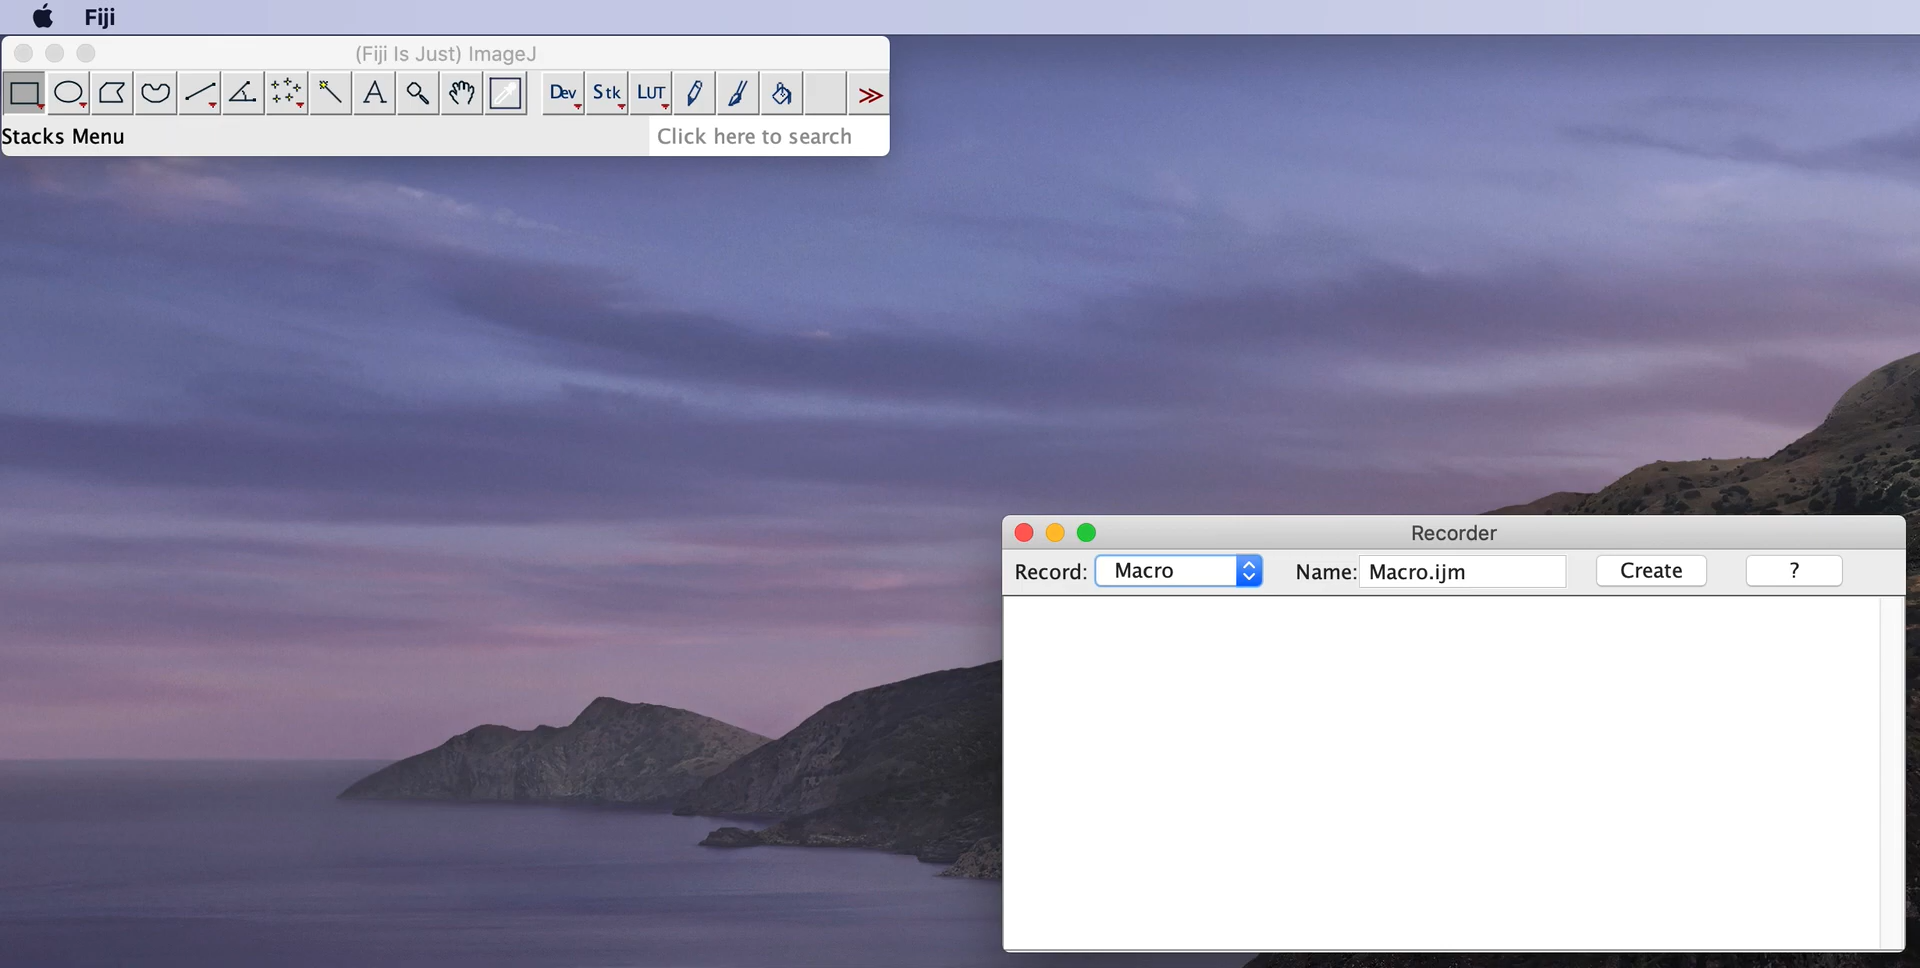 Fiji
(Fiji Is Just) ImageJ
A Dev Stk LUT >>
Stacks Menu Click here to search
Recorder
Record: Macro Name: Macro.ijm Create ?